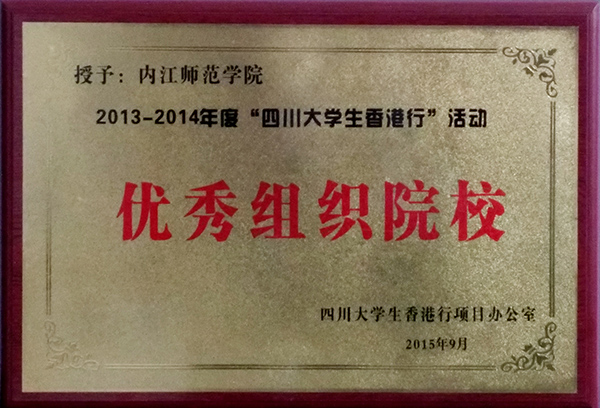 授予：内江师范学院
2013-2014年度“四川大学生香港行”活动
优秀组织院校
四川大学生香港行项目办公室
2015年9月